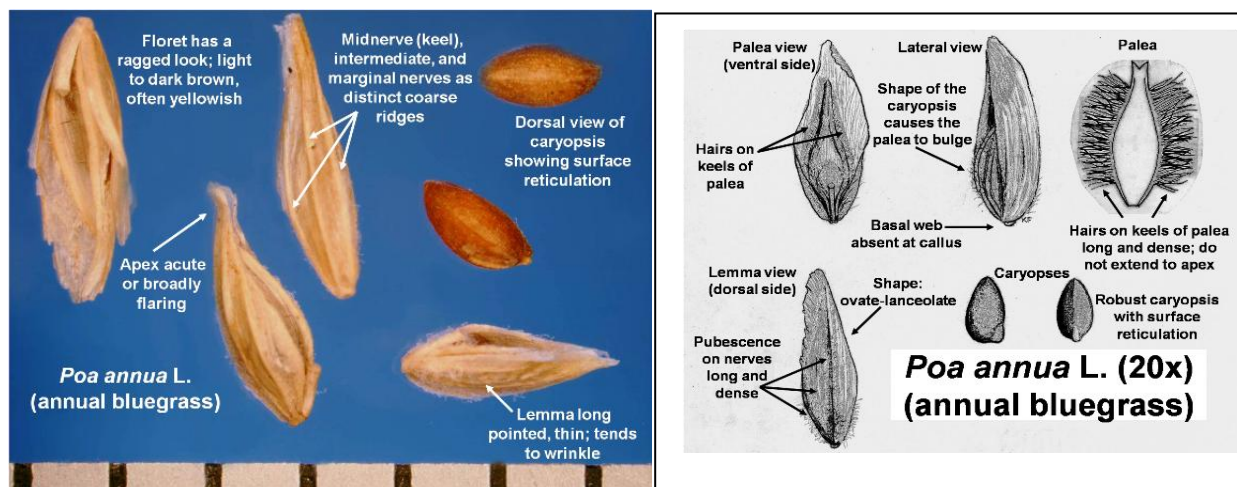 Floret has a
ragged look; light
to dark brown,
often yellowish
Midnerve (keel),
intermediate, and
marginal nerves as
distinct coarse
ridges
Dorsal view of
caryopsis
showing surface
reticulation
Apex acute
or broadly
flaring
Poa annua L.
(annual bluegrass)
Lemma long
pointed, thin; tends
to wrinkle
Palea view
(ventral side)
Lateral view
Palea
Shape of the
caryopsis
causes the
palea to bulge
Hairs on
keels of
palea
Basal web
absent at callus
Hairs on keels of palea
long and dense; do
not extend to apex
Lemma view
(dorsal side)
Shape:
ovate-lanceolate
Caryopses
Robust caryopsis
with surface
reticulation
Pubescence
on nerves
long and
dense
Poa annua L. (20x)
(annual bluegrass)